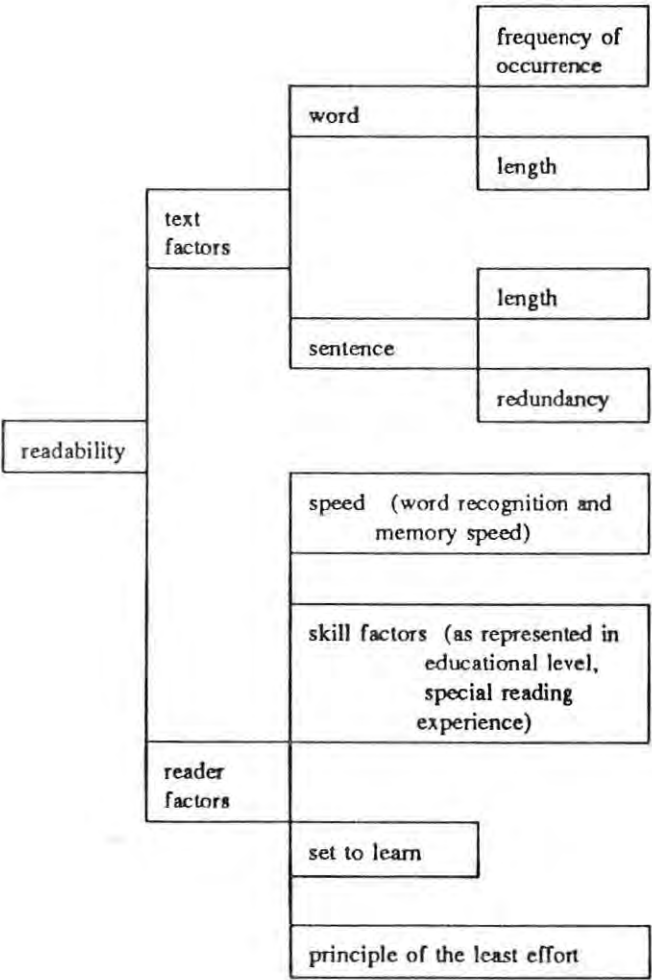 frequency of
occurrence
word
length
text
factors
length
sentence
redundancy
readability
speed (word recognition and
memory speed)
skill factors (as represented in
educational level,
special reading
experience)
reader
factors
set to learn
principle of the least effort